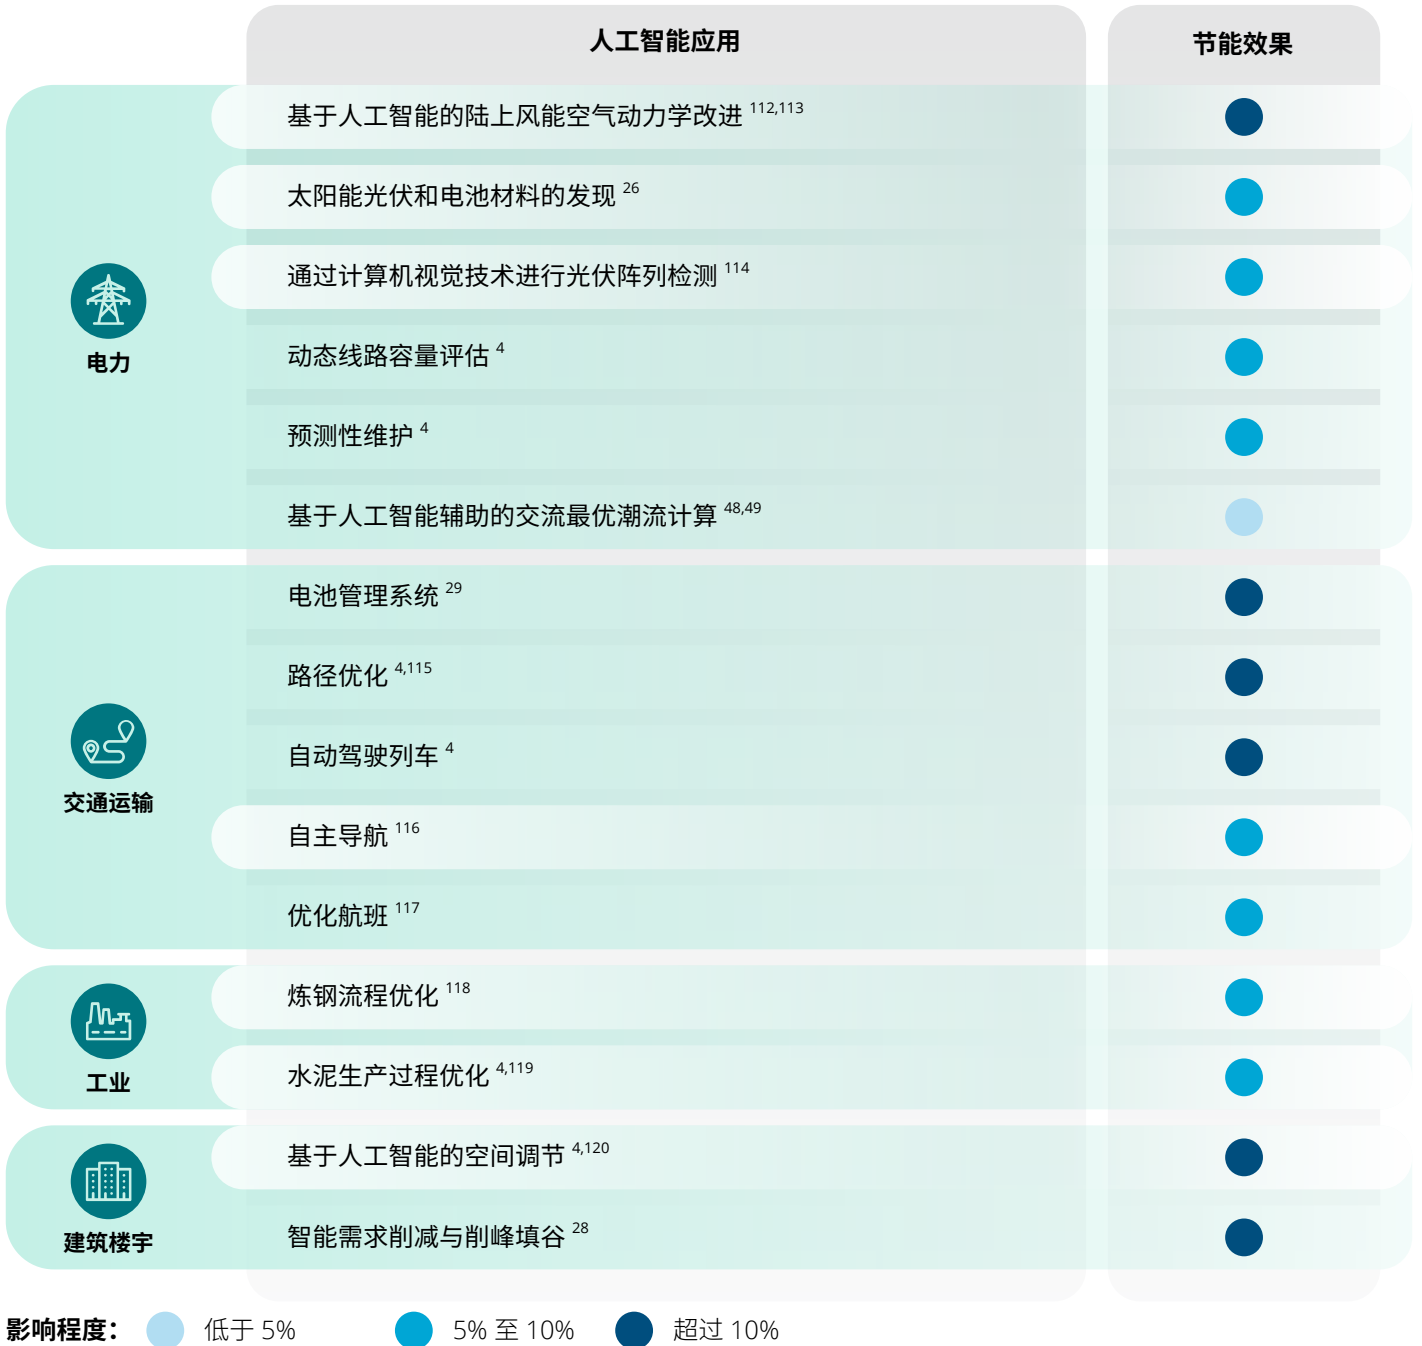 人工智能应用
节能效果
基于人工智能的陆上风能空气动力学改进 112,113
太阳能光伏和电池材料的发现 26
通过计算机视觉技术进行光伏阵列检测 114
动态线路容量评估 4
预测性维护 4
基于人工智能辅助的交流最优潮流计算 48,49
电力
电池管理系统 29
路径优化 4,115
自动驾驶列车 4
自主导航 116
优化航班 117
交通运输
炼钢流程优化 118
水泥生产过程优化 4,119
工业
基于人工智能的空间调节 4,120
智能需求削减与削峰填谷 28
建筑楼宇
影响程度： 低于 5% 5% 至 10% 超过 10%